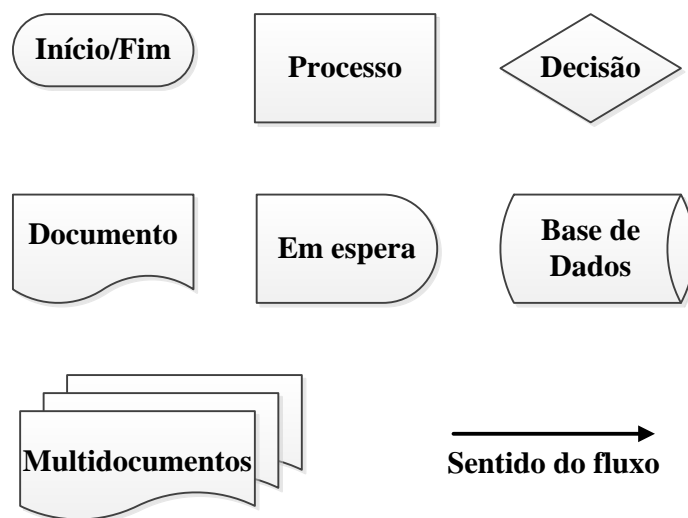 Início/Fim
Processo
Decisão
Documento
Em espera
Base de
Dados
Multidocumentos
Sentido do fluxo